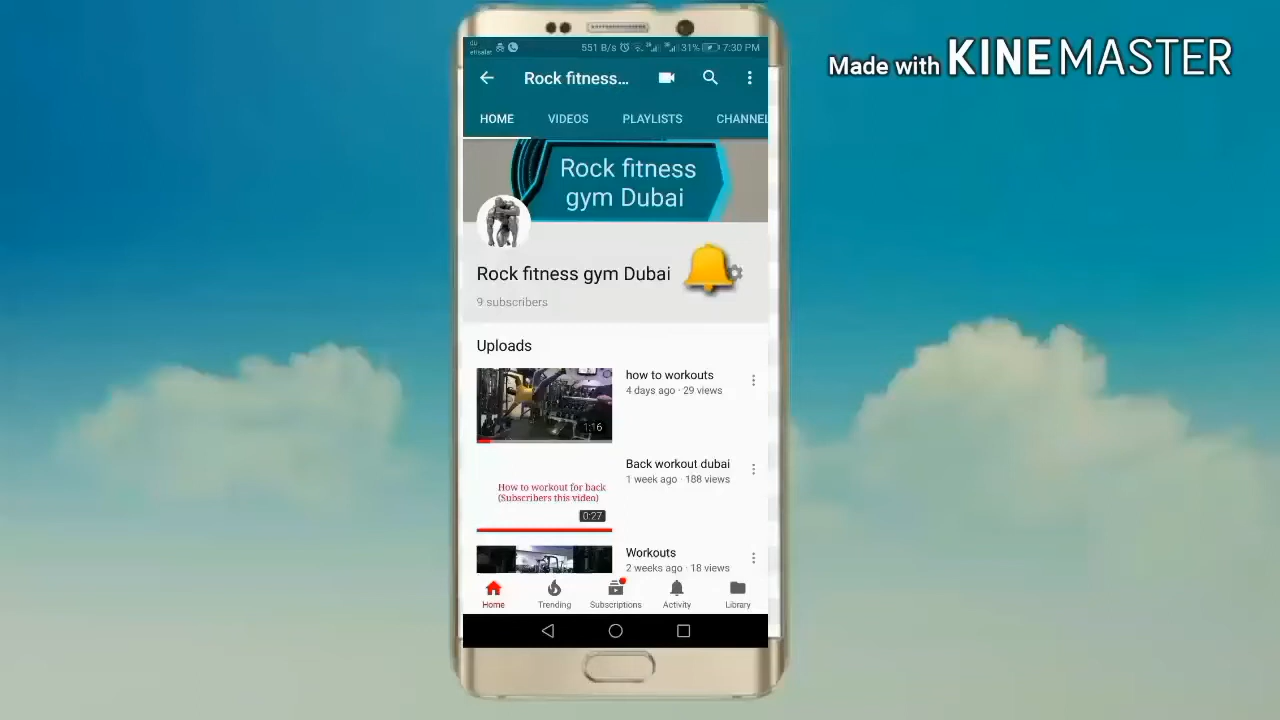 Made with KINEMASTER
du
etisalat
551 B/s 31% 7:30 PM
Rock fitness...
HOME VIDEOS PLAYLISTS CHANNEL
Rock fitness
gym Dubai
Rock fitness gym Dubai
9 subscribers
Uploads
how to workouts
4 days ago · 29 views
1:16
Back workout dubai
1 week ago · 188 views
How to workout for back
(Subscribers this video)
0:27
Workouts
2 weeks ago · 18 views
Home Trending Subscriptions Activity Library